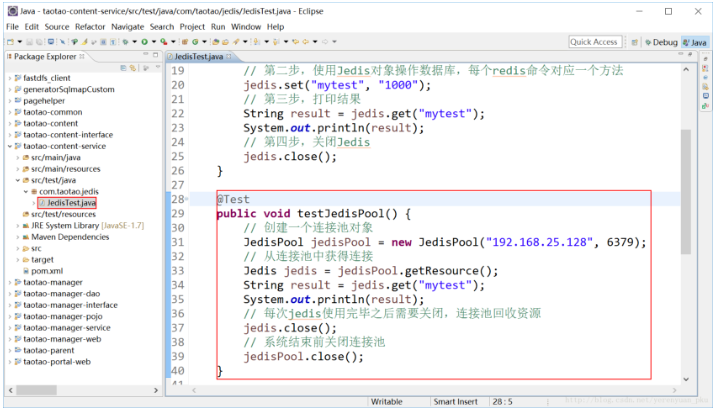 Java - taotao-content-service/src/test/java/com/taotao/jedis/JedisTest.java - Eclipse
File Edit Source Refactor Navigate Search Project Run Window Help
Quick Access
Debug
Java
Package Explorer
fastdfs_client
generatorSqlmapCustom
pagehelper
taotao-common
taotao-content
taotao-content-interface
taotao-content-service
src/main/java
src/main/resources
src/test/java
com.taotao.jedis
JedisTest.java
src/test/resources
JRE System Library [JavaSE-1.7]
Maven Dependencies
src
target
pom.xml
taotao-manager
taotao-manager-dao
taotao-manager-interface
taotao-manager-pojo
taotao-manager-service
taotao-manager-web
taotao-parent
taotao-portal-web
JedisTest.java
19 // 第二步，使用Jedis对象操作数据库，每个redis命令对应一个方法
20 jedis.set("mytest", "1000");
21 // 第三步，打印结果
22 String result = jedis.get("mytest");
23 System.out.println(result);
24 // 第四步，关闭Jedis
25 jedis.close();
26 }
27
28 @Test
29 public void testJedisPool() {
30 // 创建一个连接池对象
31 JedisPool jedisPool = new JedisPool("192.168.25.128", 6379);
32 // 从连接池中获得连接
33 Jedis jedis = jedisPool.getResource();
34 String result = jedis.get("mytest");
35 System.out.println(result);
36 // 每次jedis使用完毕之后需要关闭，连接池回收资源
37 jedis.close();
38 // 系统结束前关闭连接池
39 jedisPool.close();
40 }
41
Writable Smart Insert 28 : 5